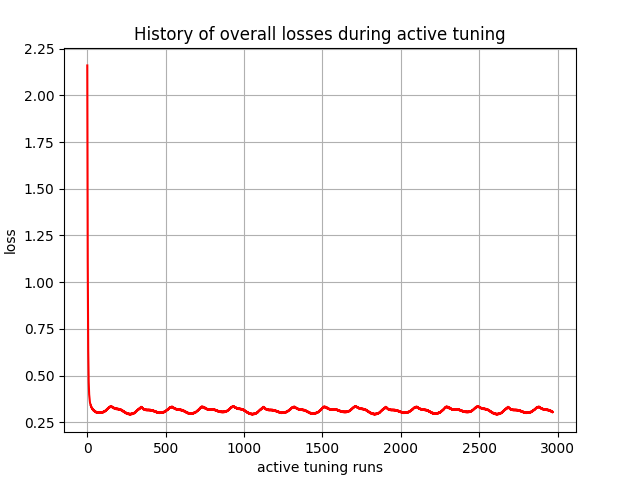 History of overall losses during active tuning
2.25
2.00
1.75
1.50
1.25
1.00
0.75
0.50
0.25
loss
0 500 1000 1500 2000 2500 3000
active tuning runs